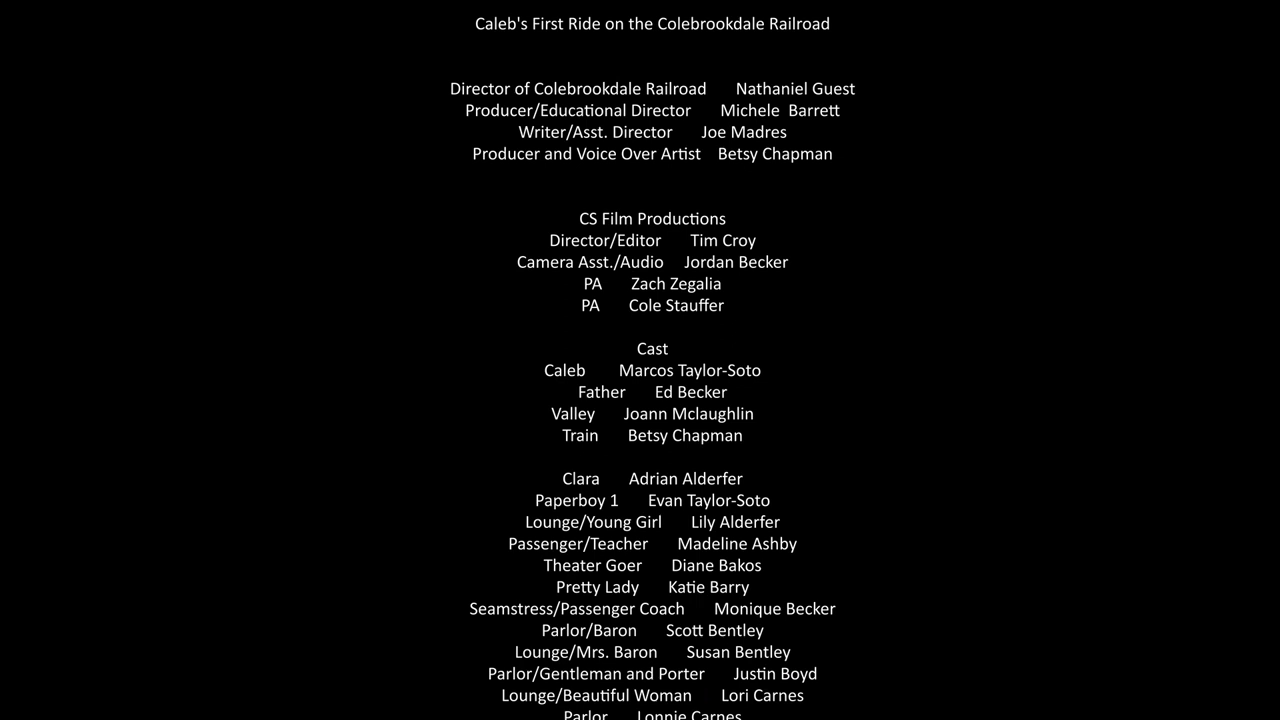 Caleb's First Ride on the Colebrookdale Railroad
Director of Colebrookdale Railroad Nathaniel Guest
Producer/Educational Director Michele Barrett
Writer/Asst. Director Joe Madres
Producer and Voice Over Artist Betsy Chapman
CS Film Productions
Director/Editor Tim Croy
Camera Asst./Audio Jordan Becker
PA Zach Zegalia
PA Cole Stauffer
Cast
Caleb Marcos Taylor-Soto
Father Ed Becker
Valley Joann Mclaughlin
Train Betsy Chapman
Clara Adrian Alderfer
Paperboy 1 Evan Taylor-Soto
Lounge/Young Girl Lily Alderfer
Passenger/Teacher Madeline Ashby
Theater Goer Diane Bakos
Pretty Lady Katie Barry
Seamstress/Passenger Coach Monique Becker
Parlor/Baron Scott Bentley
Lounge/Mrs. Baron Susan Bentley
Parlor/Gentleman and Porter Justin Boyd
Lounge/Beautiful Woman Lori Carnes
Parlor Lonnie Carnes